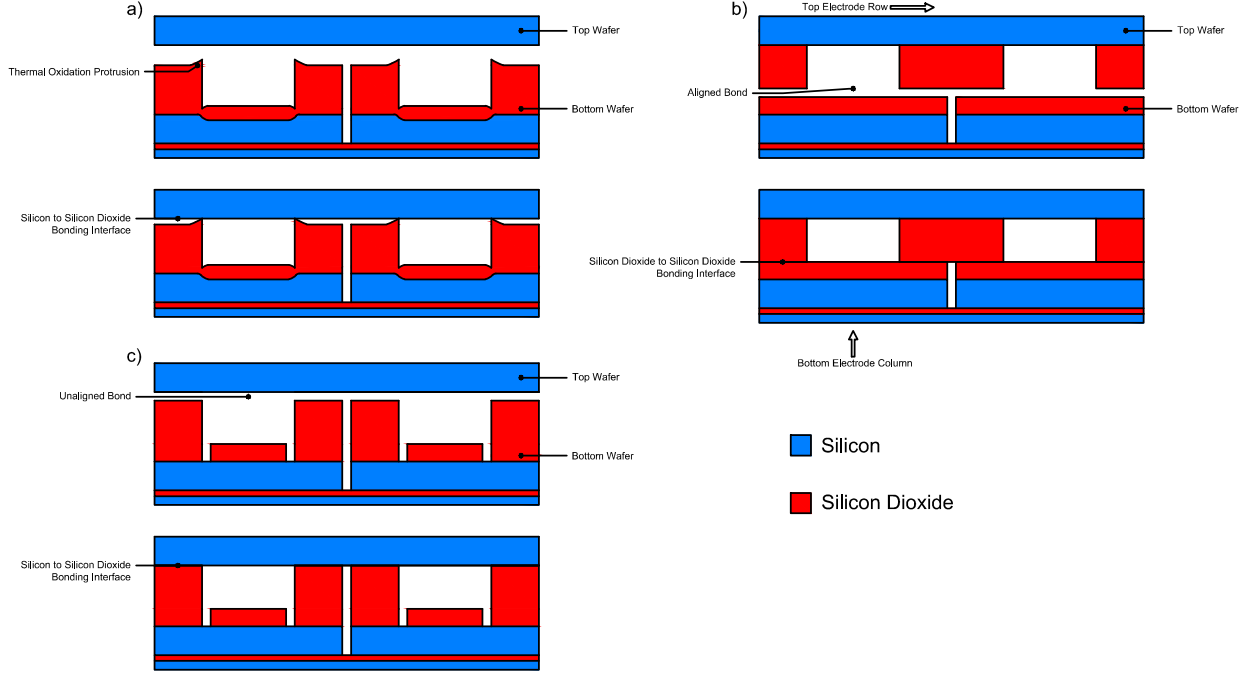 a)
Top Wafer
Thermal Oxidation Protrusion
Bottom Wafer
Silicon to Silicon Dioxide
Bonding Interface
b)
Top Electrode Row
Top Wafer
Aligned Bond
Bottom Wafer
Silicon Dioxide to Silicon Dioxide
Bonding Interface
Bottom Electrode Column
c)
Top Wafer
Unaligned Bond
Bottom Wafer
Silicon to Silicon Dioxide
Bonding Interface
Silicon
Silicon Dioxide